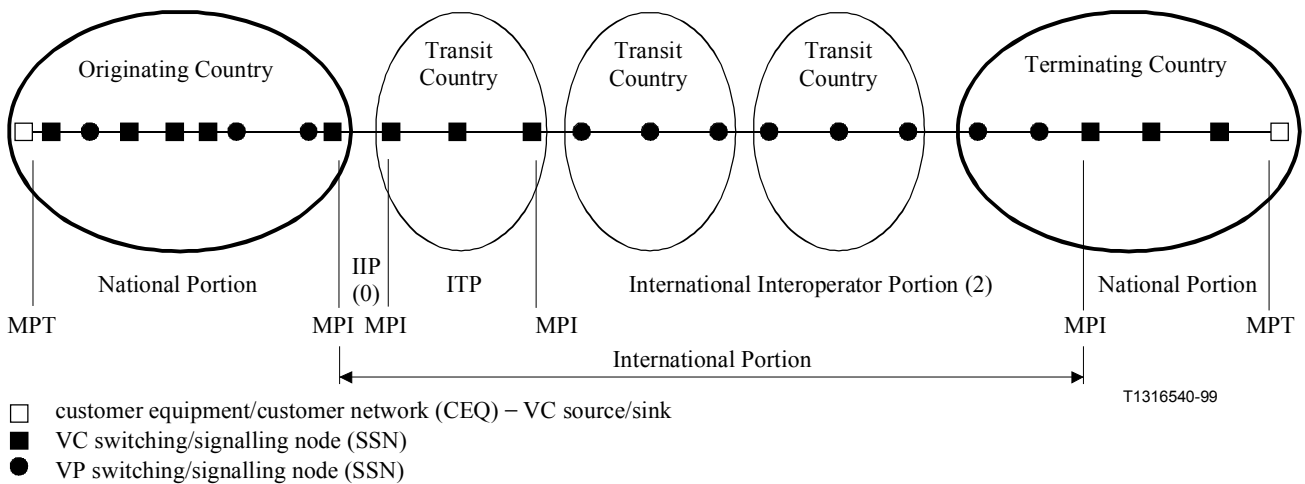 Originating Country
Transit
Country
Transit
Country
Transit
Country
Terminating Country
National Portion
IIP
(0)
ITP
International Interoperator Portion (2)
National Portion
MPT
MPI
MPI
MPI
MPI
MPT
International Portion
T1316540-99
customer equipment/customer network (CEQ) – VC source/sink
VC switching/signalling node (SSN)
VP switching/signalling node (SSN)